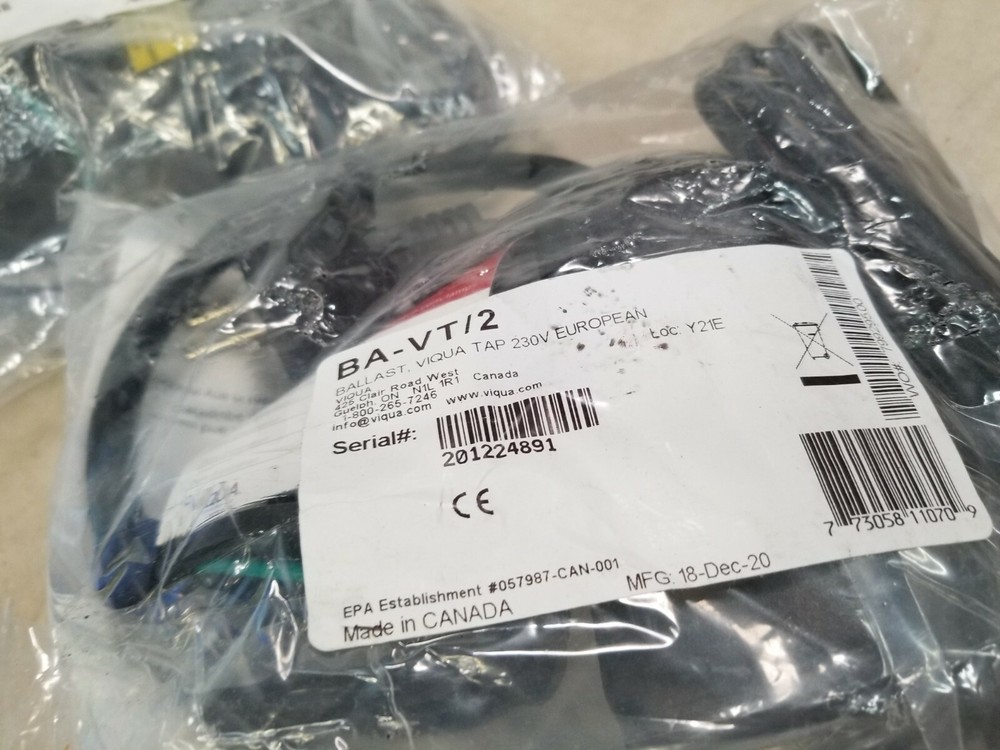 BA-VT/2
BALLAST, VIQUA TAP 230V EUROPEAN
Loc: Y21E
VIQUA
425 Clair Road West
Guelph, ON N1L 1R1 Canada
1-800-265-7246
info@viqua.com www.viqua.com
Serial#:
201224891
CE
WO#
7 73058 11070 9
EPA Establishment #057987-CAN-001
MFG: 18-Dec-20
Made in CANADA